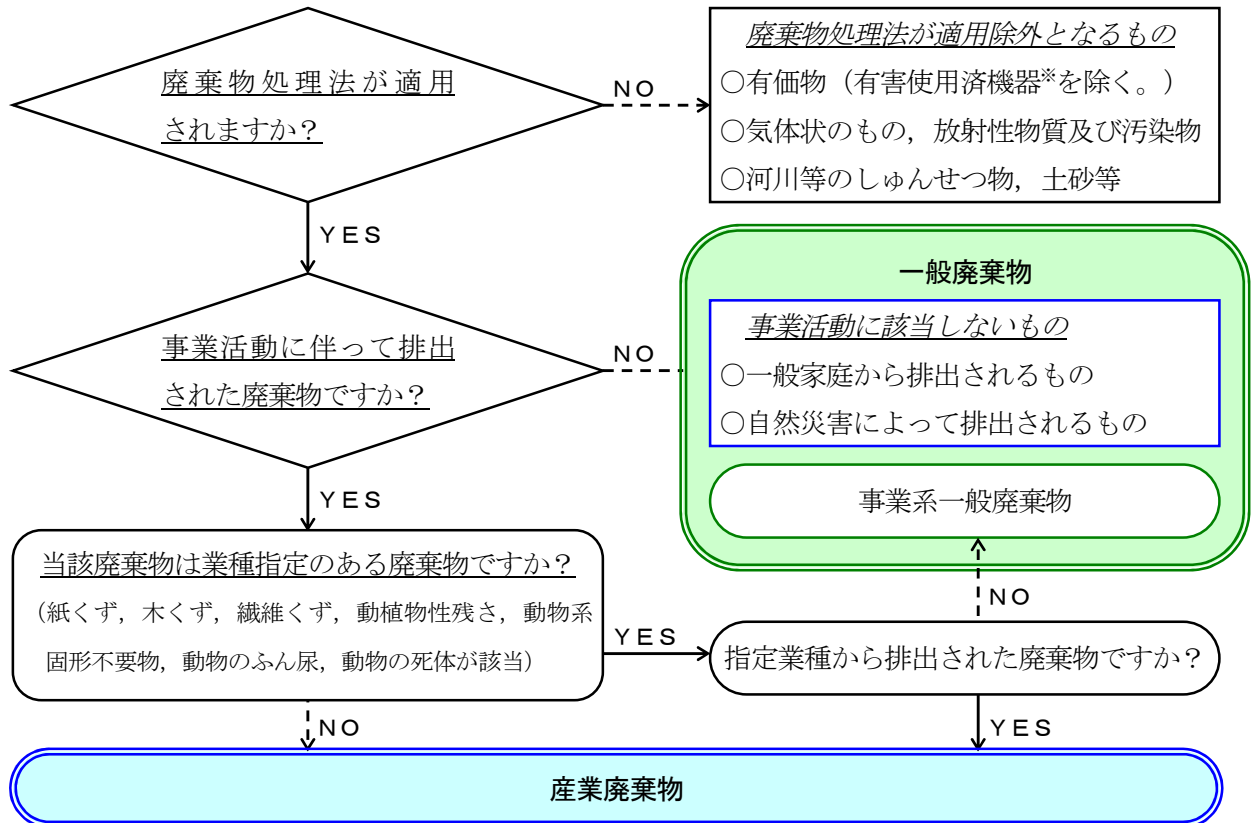 廃棄物処理法が適用
されますか?
NO
廃棄物処理法が適用除外となるもの
○有価物（有害使用済機器※を除く。）
○気体状のもの，放射性物質及び汚染物
○河川等のしゅんせつ物，土砂等
YES
事業活動に伴って排出
された廃棄物ですか?
NO
一般廃棄物
事業活動に該当しないもの
○一般家庭から排出されるもの
○自然災害によって排出されるもの
事業系一般廃棄物
YES
当該廃棄物は業種指定のある廃棄物ですか?
（紙くず，木くず，繊維くず，動植物性残さ，動物系
固形不要物，動物のふん尿，動物の死体が該当）
YES
指定業種から排出された廃棄物ですか?
NO
NO
YES
産業廃棄物